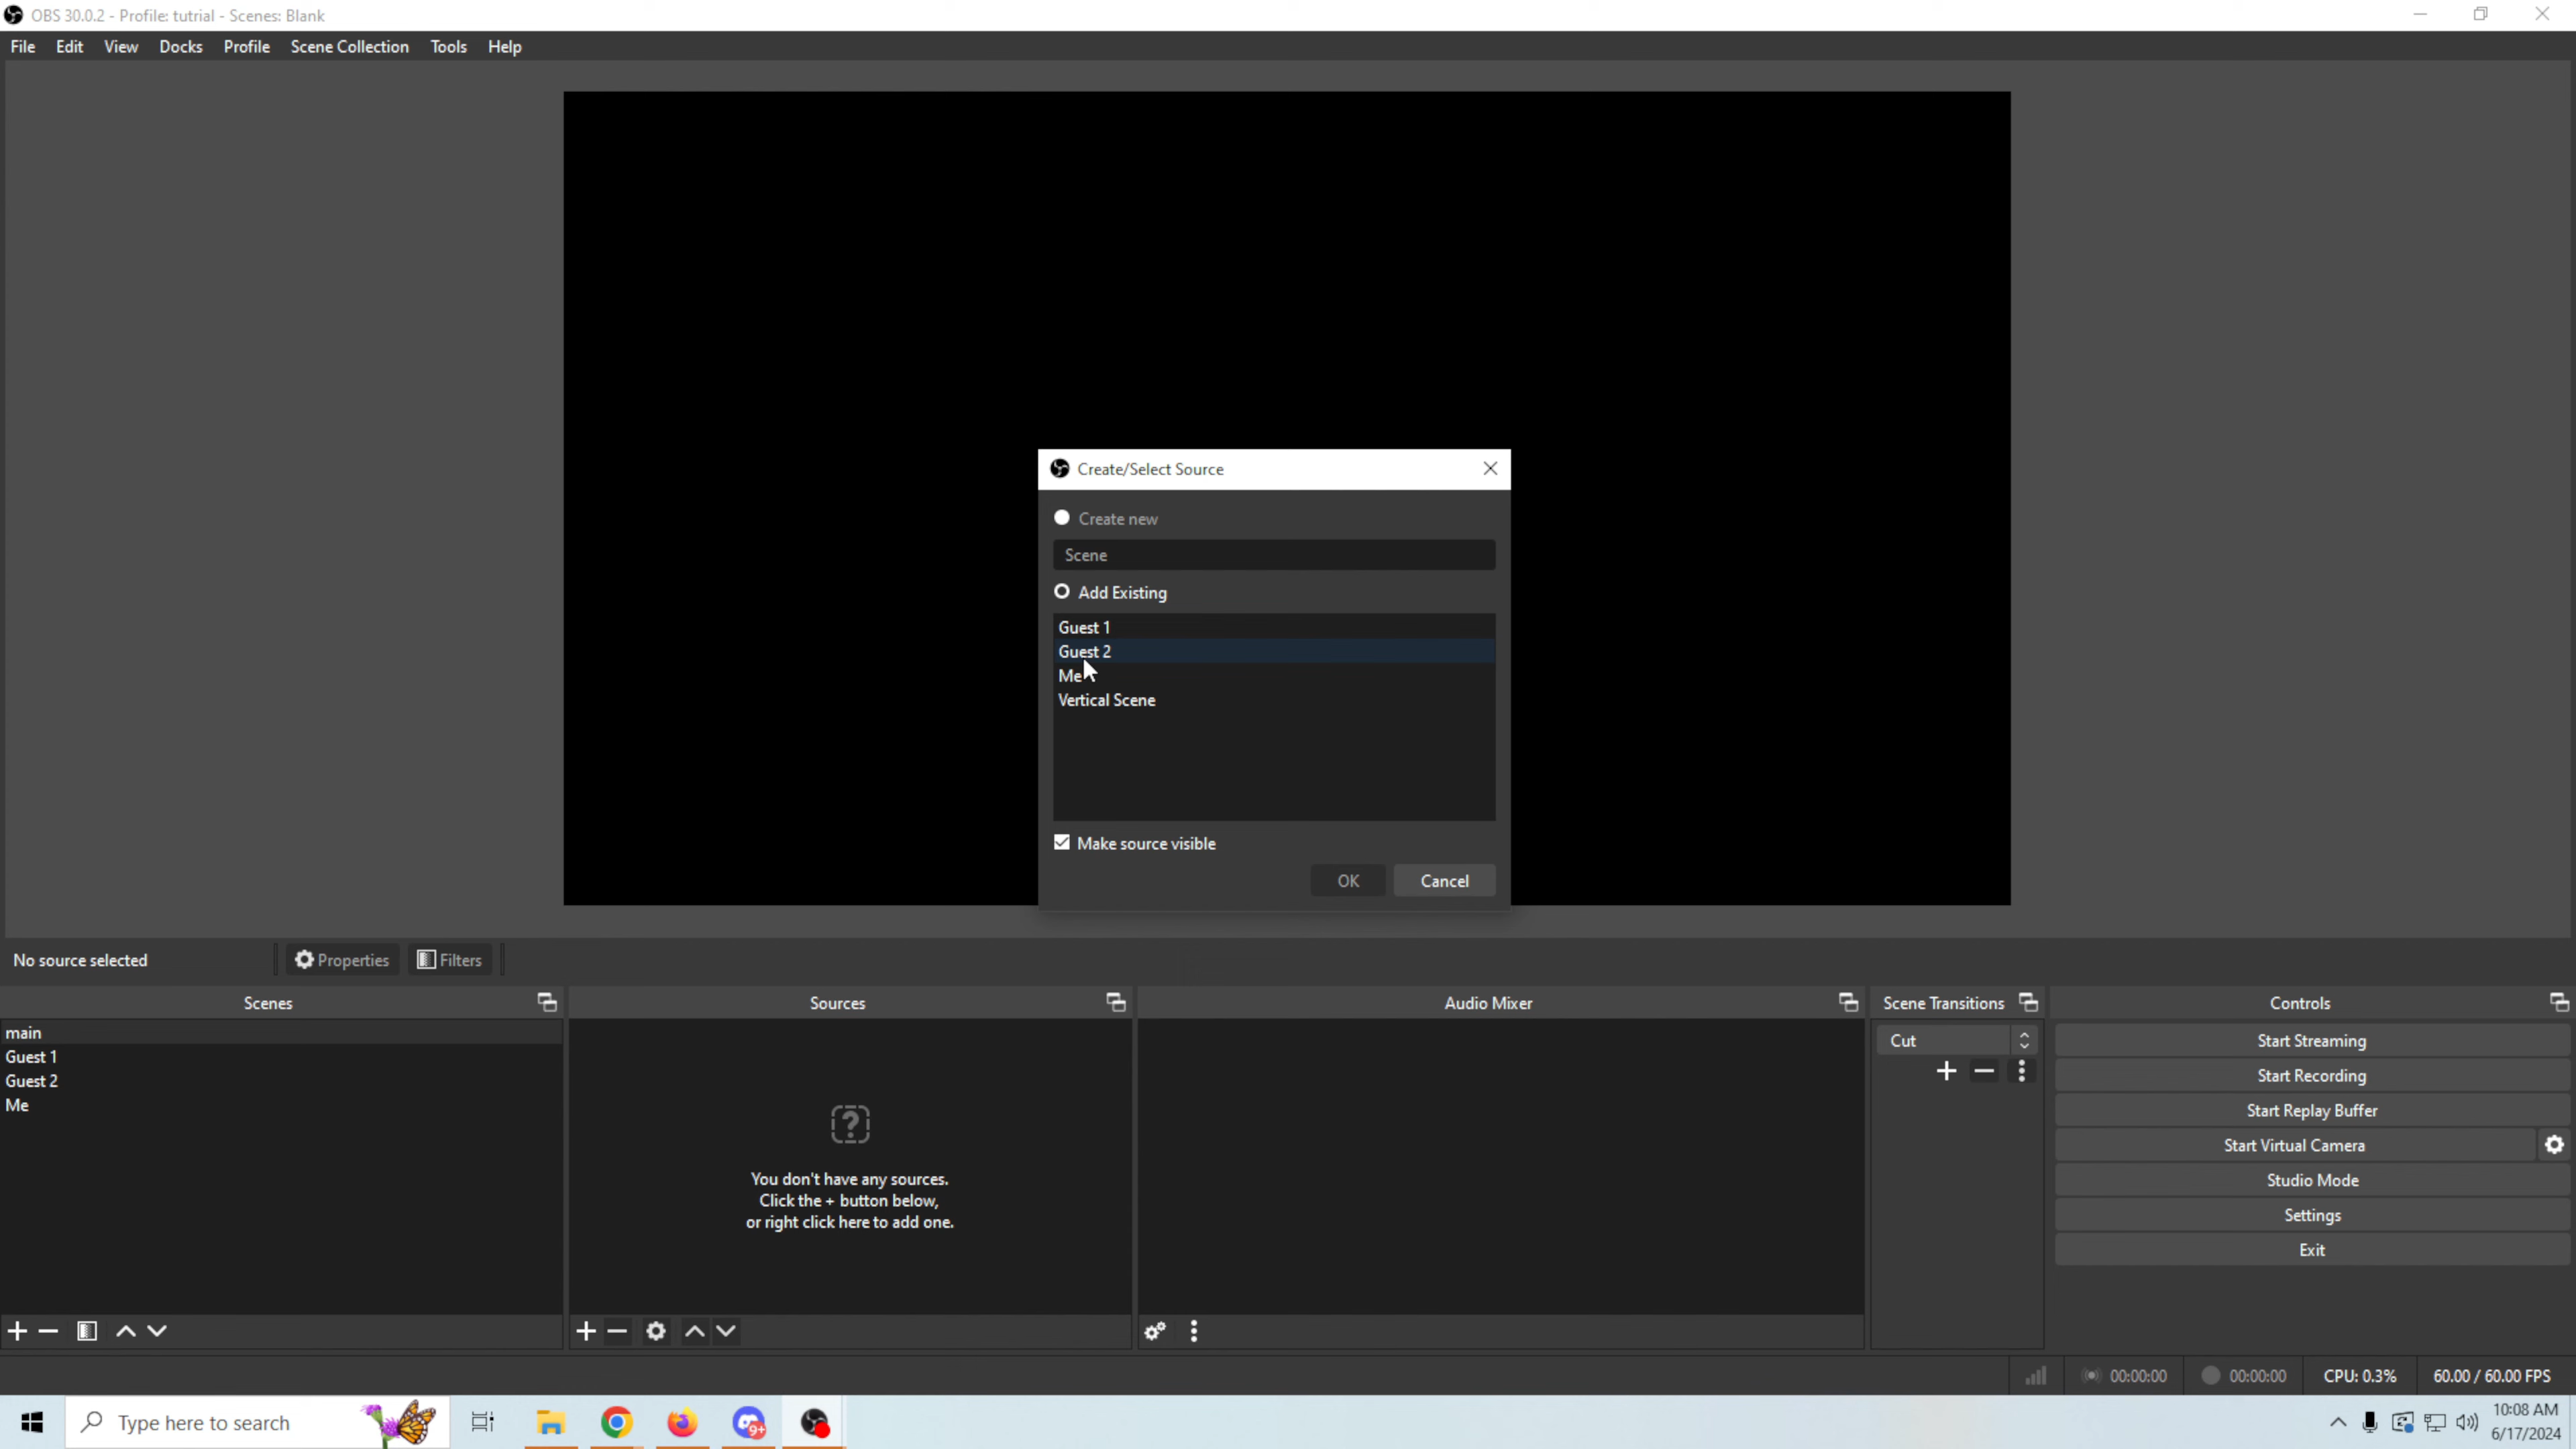 OBS 30.0.2 - Profile: tutrial - Scenes: Blank
File Edit View Docks Profile Scene Collection Tools Help
Create/Select Source
Create new
Scene
Add Existing
Guest 1
Guest 2
Me
Vertical Scene
Make source visible
OK Cancel
No source selected Properties Filters
Scenes Sources Audio Mixer Scene Transitions Controls
main
Guest 1
Guest 2
Me
You don't have any sources.
Click the + button below,
or right click here to add one.
Cut
Start Streaming
Start Recording
Start Replay Buffer
Start Virtual Camera
Studio Mode
Settings
Exit
00:00:00 00:00:00 CPU: 0.3% 60.00 / 60.00 FPS
Type here to search
9+
10:08 AM
6/17/2024